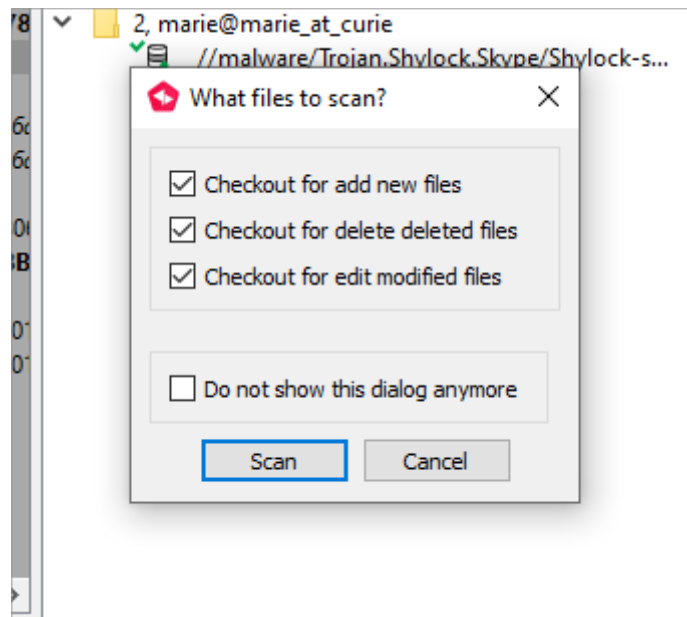 78
2, marie@marie_at_curie
//malware/Trojan.Shylock.Skype/Shylock-s...
What files to scan?
Checkout for add new files
Checkout for delete deleted files
Checkout for edit modified files
Do not show this dialog anymore
Scan
Cancel